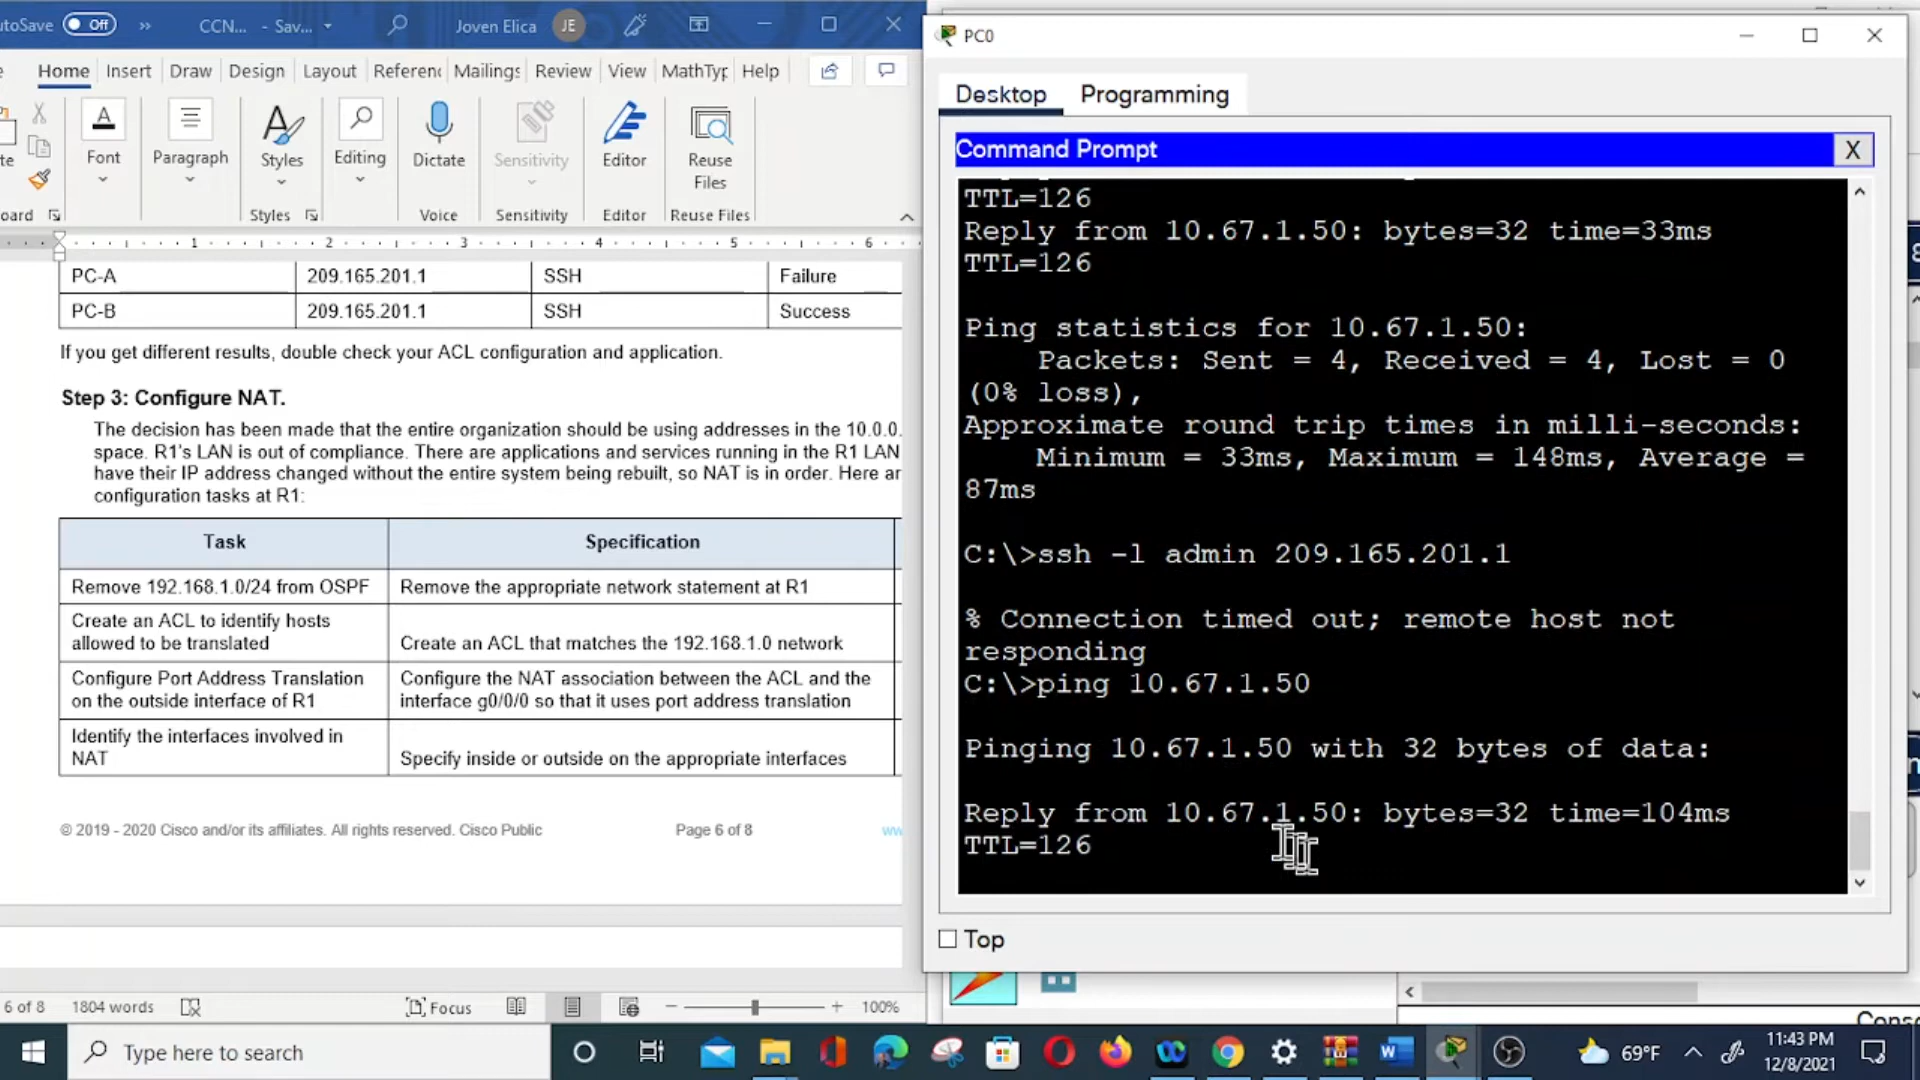 utoSave Off CCN... - Sav... Joven Elica JE
Home Insert Draw Design Layout Referenc Mailings Review View MathTyp Help
te
Font
Paragraph
Styles
Editing
Dictate
Sensitivity
Editor
Reuse
Files
oard
Styles
Voice
Sensitivity
Editor
Reuse Files
1 2 3 4 5 6
PC-A 209.165.201.1 SSH Failure
PC-B 209.165.201.1 SSH Success
If you get different results, double check your ACL configuration and application.
Step 3: Configure NAT.
The decision has been made that the entire organization should be using addresses in the 10.0.0.
space. R1's LAN is out of compliance. There are applications and services running in the R1 LAN
have their IP address changed without the entire system being rebuilt, so NAT is in order. Here ar
configuration tasks at R1:
Task Specification
Remove 192.168.1.0/24 from OSPF Remove the appropriate network statement at R1
Create an ACL to identify hosts
allowed to be translated
Create an ACL that matches the 192.168.1.0 network
Configure Port Address Translation
on the outside interface of R1
Configure the NAT association between the ACL and the
interface g0/0/0 so that it uses port address translation
Identify the interfaces involved in
NAT
Specify inside or outside on the appropriate interfaces
© 2019 - 2020 Cisco and/or its affiliates. All rights reserved. Cisco Public Page 6 of 8 ww
6 of 8 1804 words Focus 100%
PC0
Desktop Programming
Command Prompt X
TTL=126
Reply from 10.67.1.50: bytes=32 time=33ms
TTL=126
Ping statistics for 10.67.1.50:
Packets: Sent = 4, Received = 4, Lost = 0
(0% loss),
Approximate round trip times in milli-seconds:
Minimum = 33ms, Maximum = 148ms, Average =
87ms
C:\>ssh -l admin 209.165.201.1
% Connection timed out; remote host not
responding
C:\>ping 10.67.1.50
Pinging 10.67.1.50 with 32 bytes of data:
Reply from 10.67.1.50: bytes=32 time=104ms
TTL=126
Top
Type here to search
69°F
11:43 PM
12/8/2021